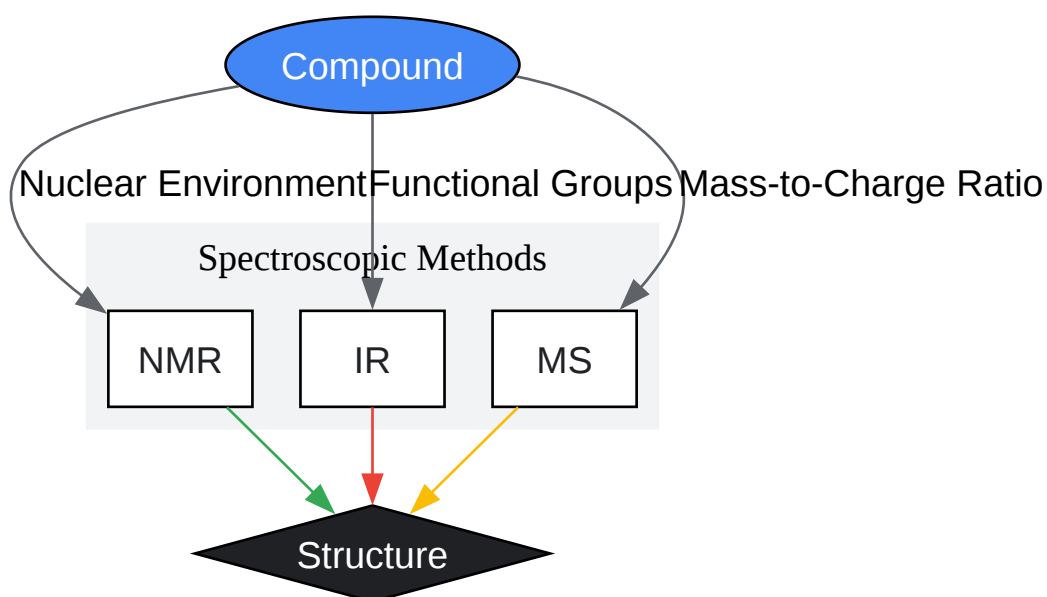 Compound
Nuclear Environment
Functional Groups
Mass-to-Charge Ratio
Spectroscopic Methods
NMR
IR
MS
Structure